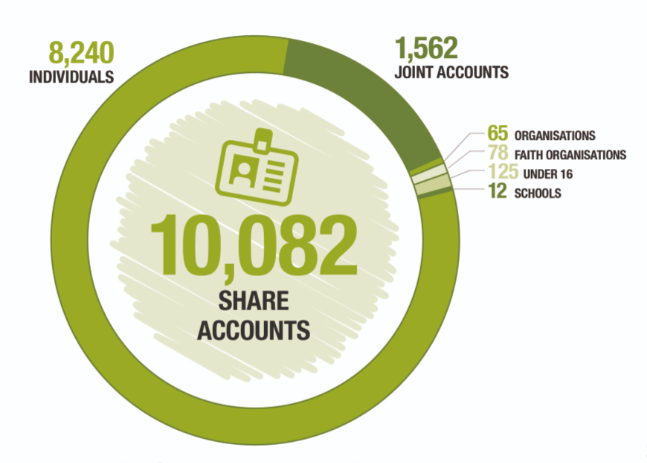 8,240
INDIVIDUALS
1,562
JOINT ACCOUNTS
65 ORGANISATIONS
78 FAITH ORGANISATIONS
125 UNDER 16
12 SCHOOLS
10,082
SHARE
ACCOUNTS